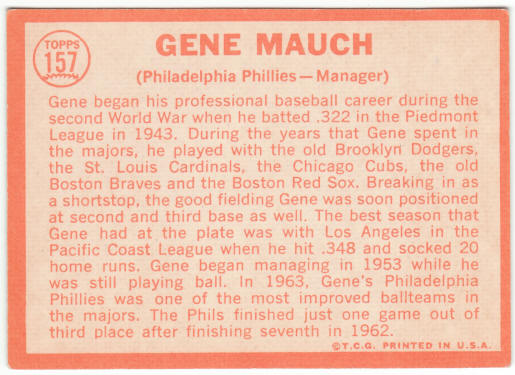 TOPPS
157
GENE MAUCH
(Philadelphia Phillies—Manager)
Gene began his professional baseball career during the
second World War when he batted .322 in the Piedmont
League in 1943. During the years that Gene spent in
the majors, he played with the old Brooklyn Dodgers,
the St. Louis Cardinals, the Chicago Cubs, the old
Boston Braves and the Boston Red Sox. Breaking in as
a shortstop, the good fielding Gene was soon positioned
at second and third base as well. The best season that
Gene had at the plate was with Los Angeles in the
Pacific Coast League when he hit .348 and socked 20
home runs. Gene began managing in 1953 while he
was still playing ball. In 1963, Gene's Philadelphia
Phillies was one of the most improved ballteams in
the majors. The Phils finished just one game out of
third place after finishing seventh in 1962.
©T.C.G. PRINTED IN U.S.A.